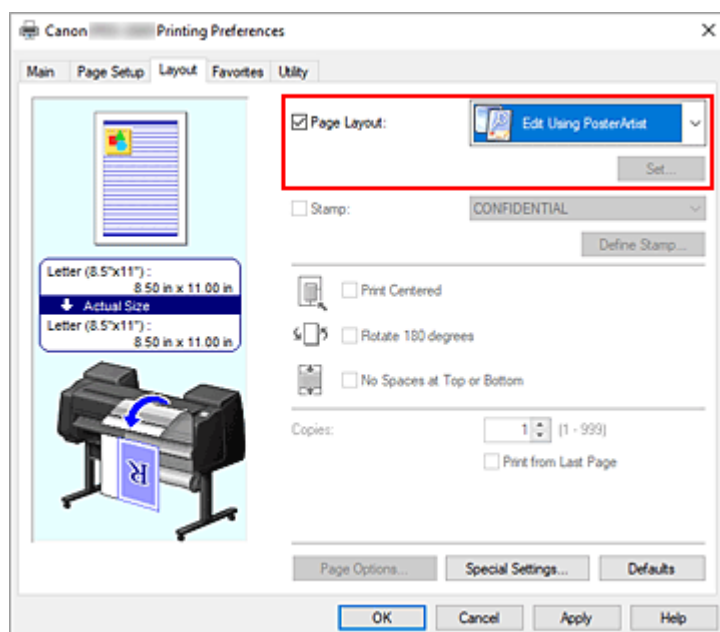 Canon Printing Preferences
Main Page Setup Layout Favorites Utility
Page Layout: Edit Using PosterArtist
Set...
Stamp: CONFIDENTIAL
Define Stamp...
Letter (8.5"x11") :
8.50 in x 11.00 in
Actual Size
Letter (8.5"x11") :
8.50 in x 11.00 in
Print Centered
Rotate 180 degrees
No Spaces at Top or Bottom
Copies: 1 (1 - 999)
Print from Last Page
R
Page Options... Special Settings... Defaults
OK Cancel Apply Help